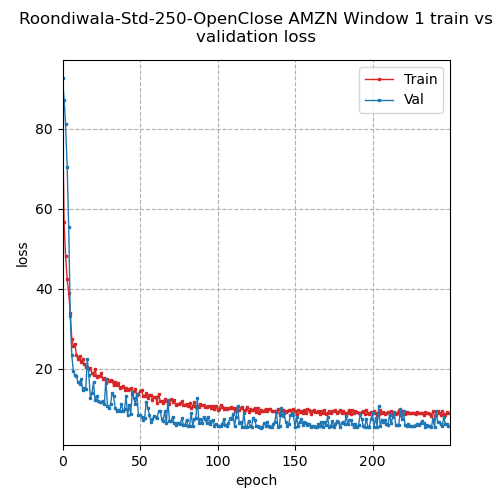 Roondiwala-Std-250-OpenClose AMZN Window 1 train vs
validation loss
Train
Val
80
60
40
20
loss
0
50
100
150
200
epoch